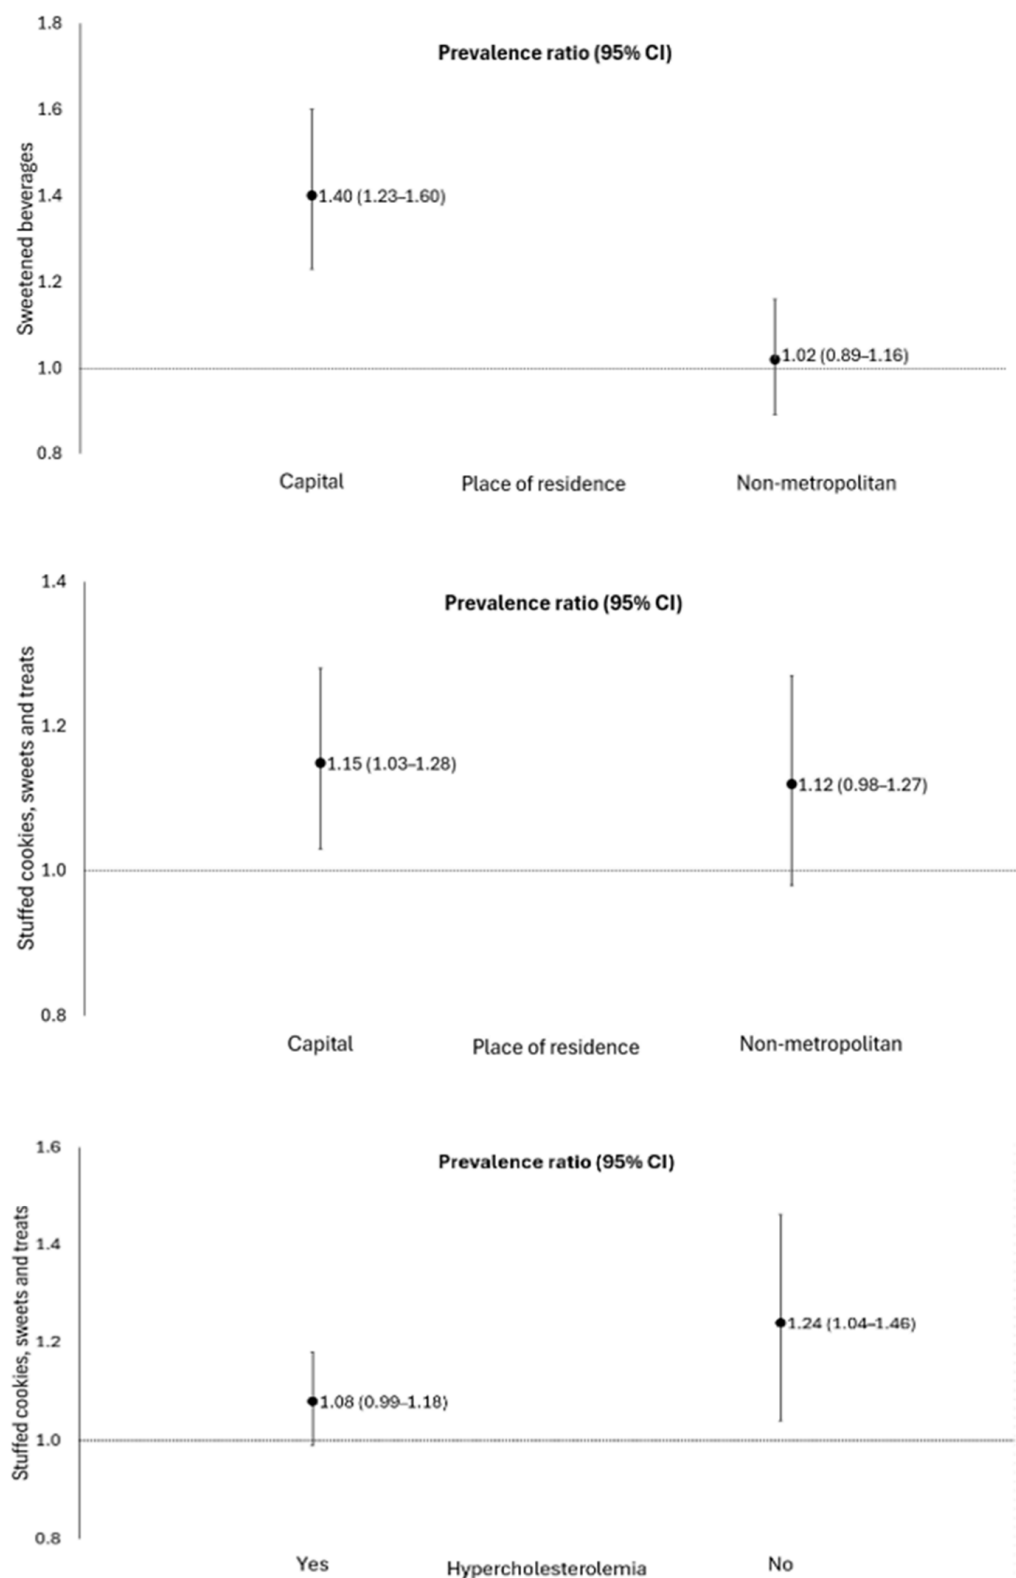 1.8
Prevalence ratio (95% CI)
1.6
1.4
1.40 (1.23–1.60)
Sweetened beverages
1.2
1.02 (0.89–1.16)
1.0
0.8
Capital
Place of residence
Non-metropolitan
1.4
Prevalence ratio (95% CI)
1.2
1.15 (1.03–1.28)
1.12 (0.98–1.27)
Stuffed cookies, sweets and treats
1.0
0.8
Capital
Place of residence
Non-metropolitan
1.6
Prevalence ratio (95% CI)
1.4
1.24 (1.04–1.46)
Stuffed cookies, sweets and treats
1.2
1.08 (0.99–1.18)
1.0
0.8
Yes
Hypercholesterolemia
No